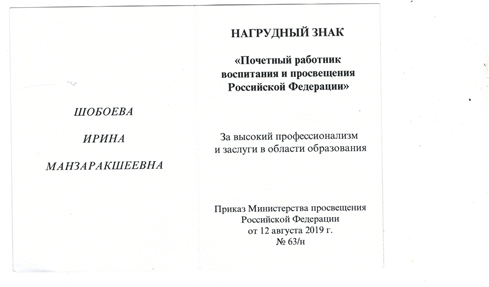 ШОБОЕВА
ИРИНА
МАНЗАРАКШЕЕВНА
НАГРУДНЫЙ ЗНАК
«Почетный работник
воспитания и просвещения
Российской Федерации»
За высокий профессионализм
и заслуги в области образования
Приказ Министерства просвещения
Российской Федерации
от 12 августа 2019 г.
№ 63/н